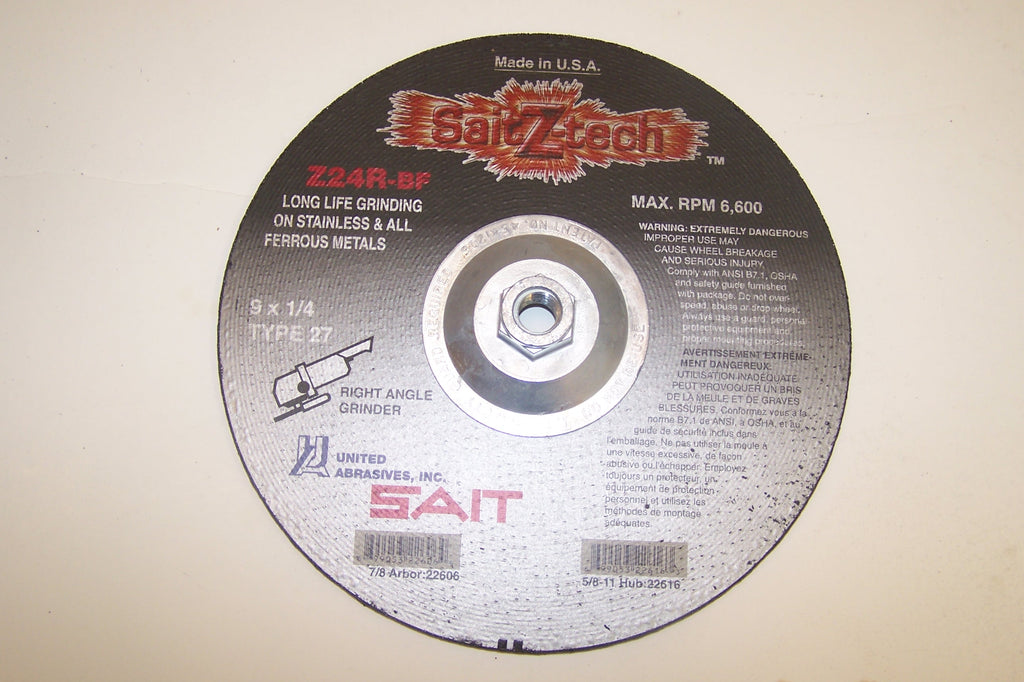 Made in U.S.A.
SaitZtech
TM
Z24R-BF
LONG LIFE GRINDING
ON STAINLESS & ALL
FERROUS METALS
MAX. RPM 6,600
WARNING: EXTREMELY DANGEROUS
IMPROPER USE MAY
CAUSE WHEEL BREAKAGE
AND SERIOUS INJURY.
Comply with ANSI B7.1, OSHA
and safety guide furnished
with package. Do not over-
speed, abuse or drop wheel.
Always use a guard, personal
protective equipment and
proper mounting procedures.
9 x 1/4
TYPE 27
RIGHT ANGLE
GRINDER
AVERTISSEMENT EXTRÊME-
MENT DANGEREUX:
UTILISATION INADÉQUATE
PEUT PROVOQUER UN BRIS
DE LA MEULE ET DE GRAVES
BLESSURES. Conformez vous à la
norme B7.1 de ANSI, à OSHA, et au
guide de sécurité inclus dans
l'emballage. Ne pas utiliser la meule à
une vitesse excessive, de façon
abusive ou l'échapper. Employez
toujours un protecteur, un
équipement de protection
personnel et utilisez les
méthodes de montage
adéquates.
UNITED
ABRASIVES, INC.
SAIT
7/8 Arbor:22606
5/8-11 Hub:22616
PATENT NO.
USE